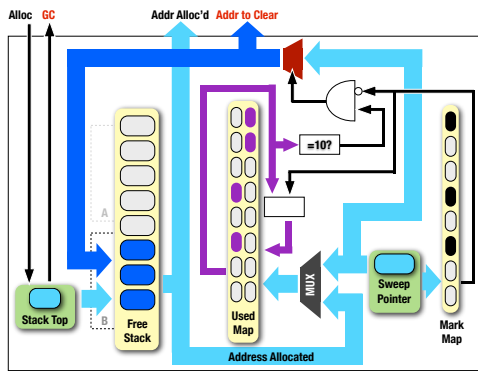 Alloc GC Addr Alloc'd Addr to Clear
=10?
A
MUX
Sweep
Pointer
Stack Top
B
Free
Stack
Used
Map
Mark
Map
Address Allocated